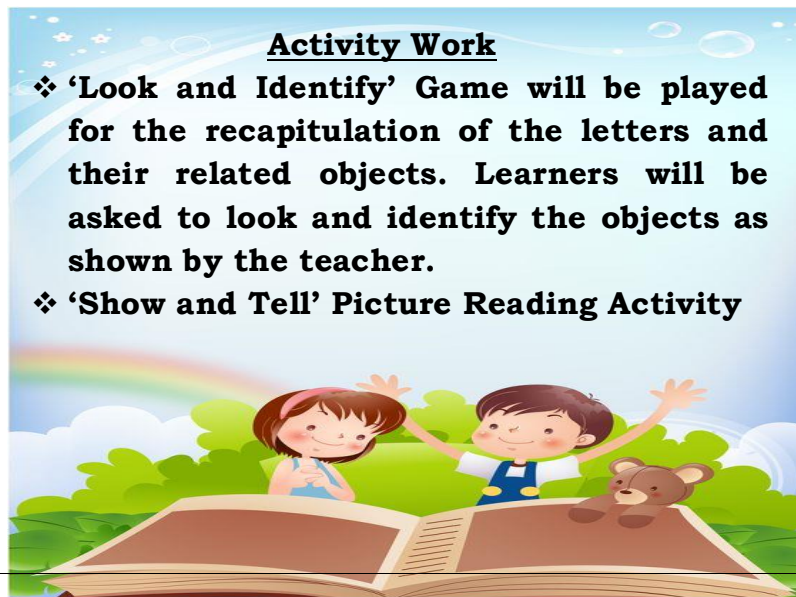 Activity Work
❖ ‘Look and Identify’ Game will be played
for the recapitulation of the letters and
their related objects. Learners will be
asked to look and identify the objects as
shown by the teacher.
❖ ‘Show and Tell’ Picture Reading Activity